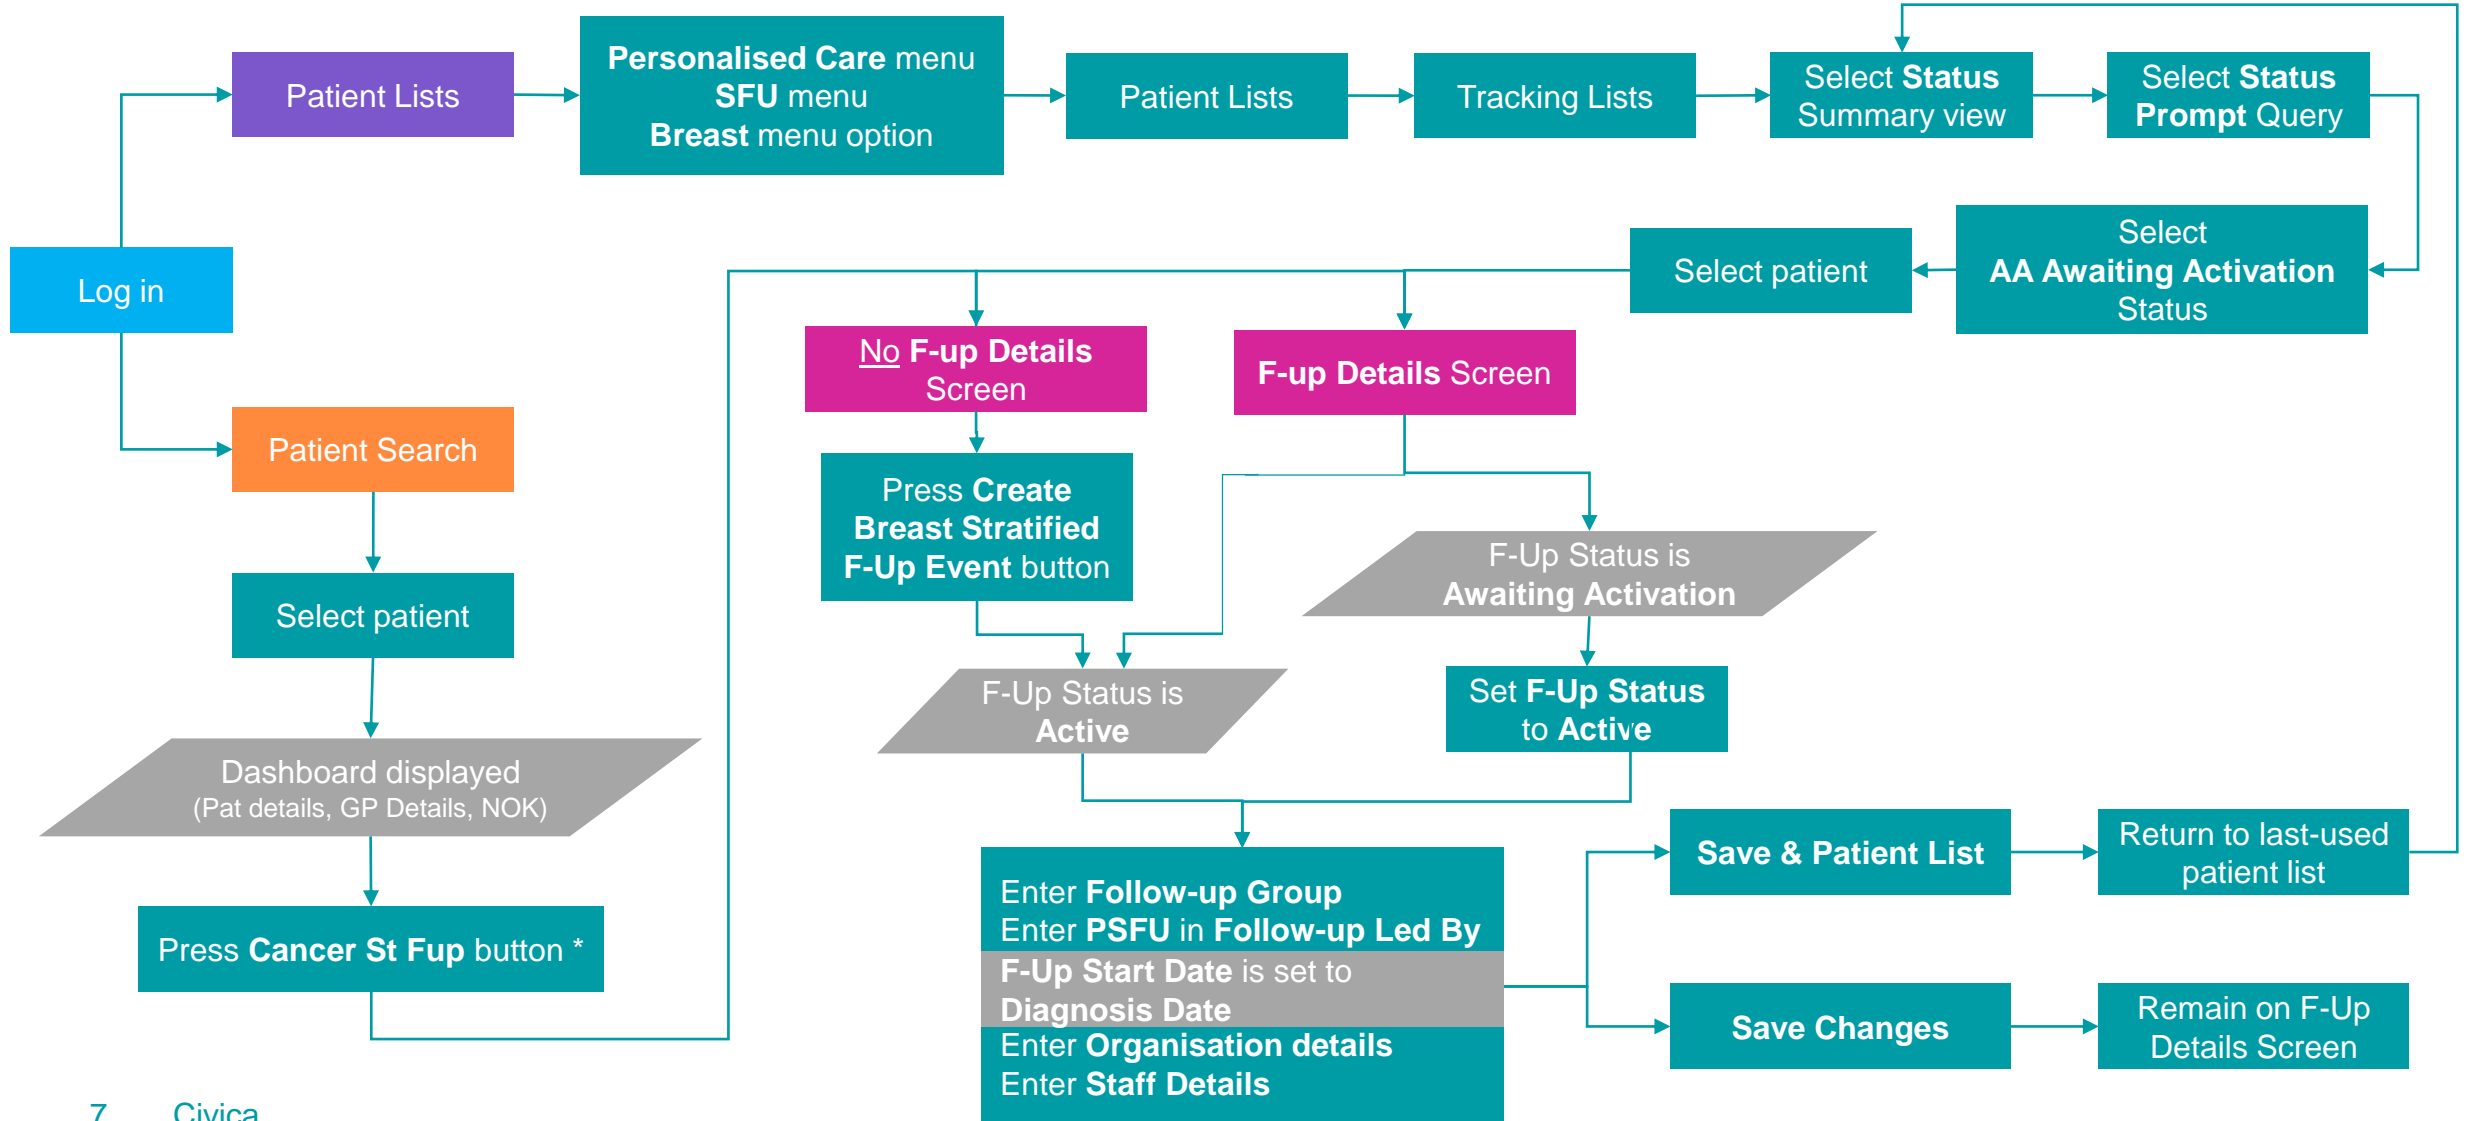 Patient Lists
Personalised Care menu
SFU menu
Breast menu option
Patient Lists
Tracking Lists
Select Status
Summary view
Select Status
Prompt Query
Log in
Select patient
Select
AA Awaiting Activation
Status
No F-up Details
Screen
F-up Details Screen
Patient Search
Press Create
Breast Stratified
F-Up Event button
F-Up Status is
Awaiting Activation
Select patient
F-Up Status is
Active
Set F-Up Status
to Active
Dashboard displayed
(Pat details, GP Details, NOK)
Press Cancer St Fup button *
Enter Follow-up Group
Enter PSFU in Follow-up Led By
F-Up Start Date is set to
Diagnosis Date
Enter Organisation details
Enter Staff Details
Save & Patient List
Return to last-used
patient list
Save Changes
Remain on F-Up
Details Screen
7 Civica